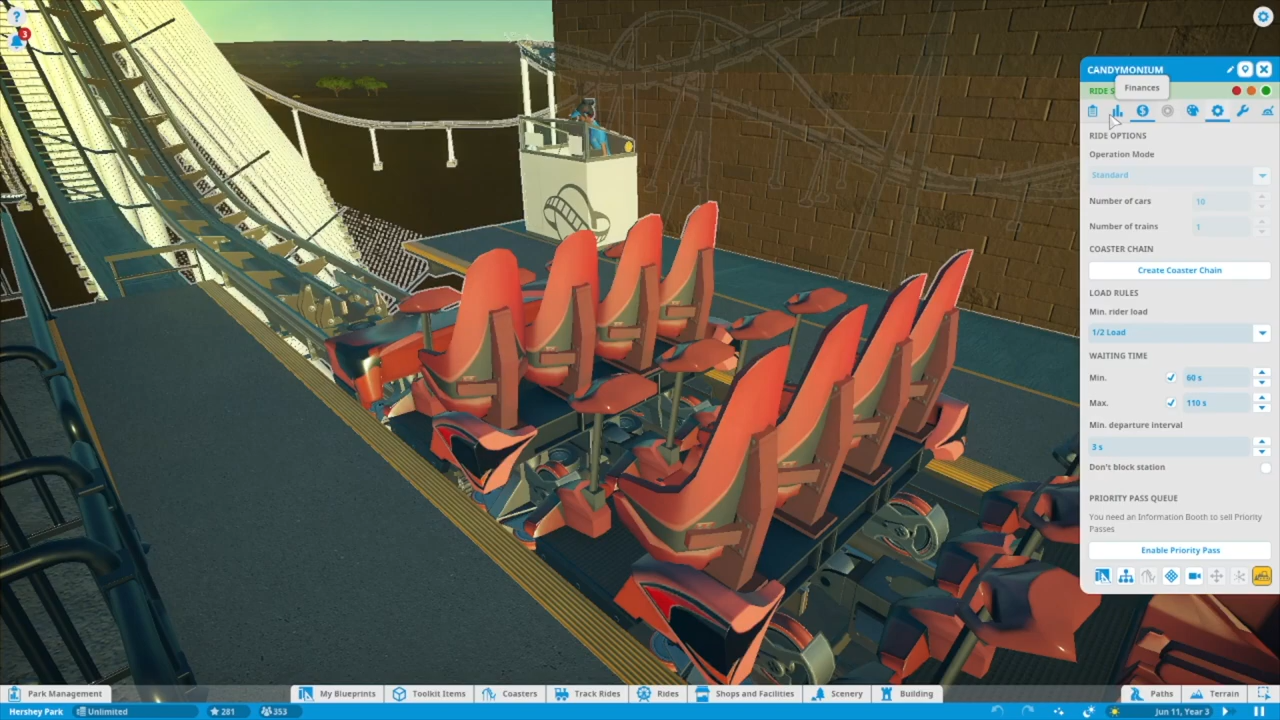 ?
3
CANDYMONIUM
RIDE S
Finances
RIDE OPTIONS
Operation Mode
Standard
Number of cars 10
Number of trains 1
COASTER CHAIN
Create Coaster Chain
LOAD RULES
Min. rider load
1/2 Load
WAITING TIME
Min. 60 s
Max. 110 s
Min. departure interval
3 s
Don't block station
PRIORITY PASS QUEUE
You need an Information Booth to sell Priority
Passes
Enable Priority Pass
Park Management My Blueprints Toolkit Items Coasters Track Rides Rides Shops and Facilities Scenery Building Paths Terrain
Hershey Park Unlimited 281 353 Jun 11, Year 3